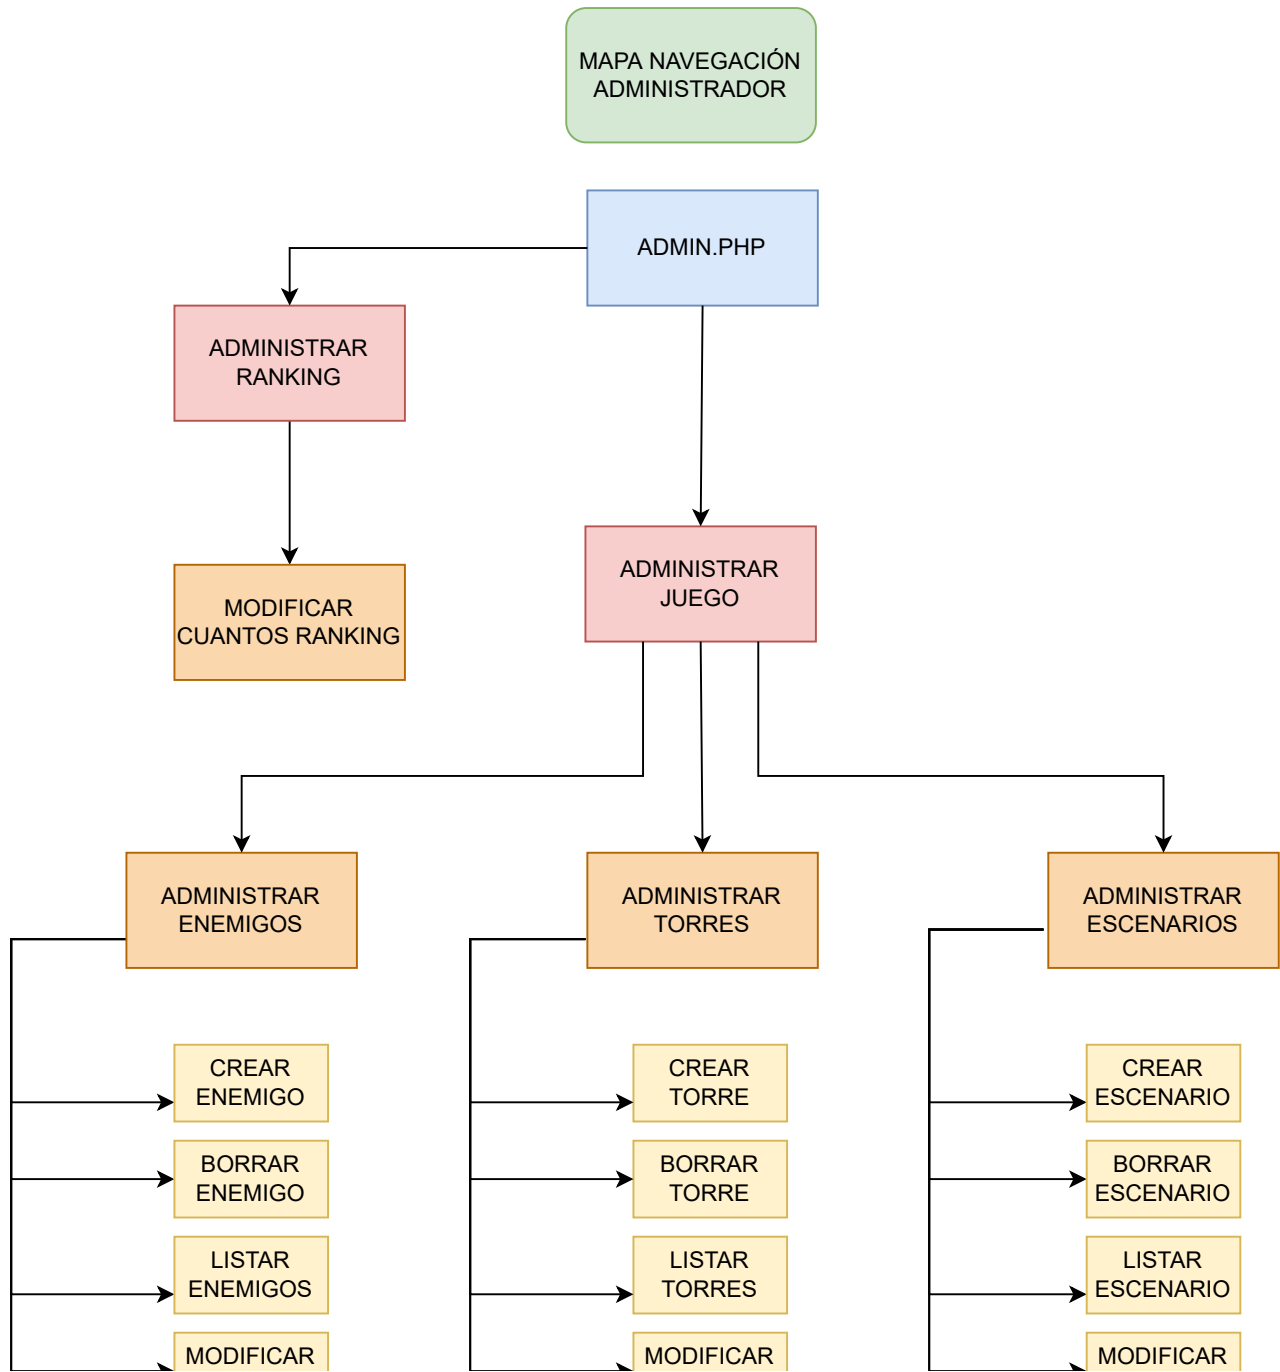 MAPA NAVEGACIÓN
ADMINISTRADOR
ADMIN.PHP
ADMINISTRAR
RANKING
MODIFICAR
CUANTOS RANKING
ADMINISTRAR
JUEGO
ADMINISTRAR
ENEMIGOS
ADMINISTRAR
TORRES
ADMINISTRAR
ESCENARIOS
CREAR
ENEMIGO
BORRAR
ENEMIGO
LISTAR
ENEMIGOS
MODIFICAR
CREAR
TORRE
BORRAR
TORRE
LISTAR
TORRES
MODIFICAR
CREAR
ESCENARIO
BORRAR
ESCENARIO
LISTAR
ESCENARIO
MODIFICAR